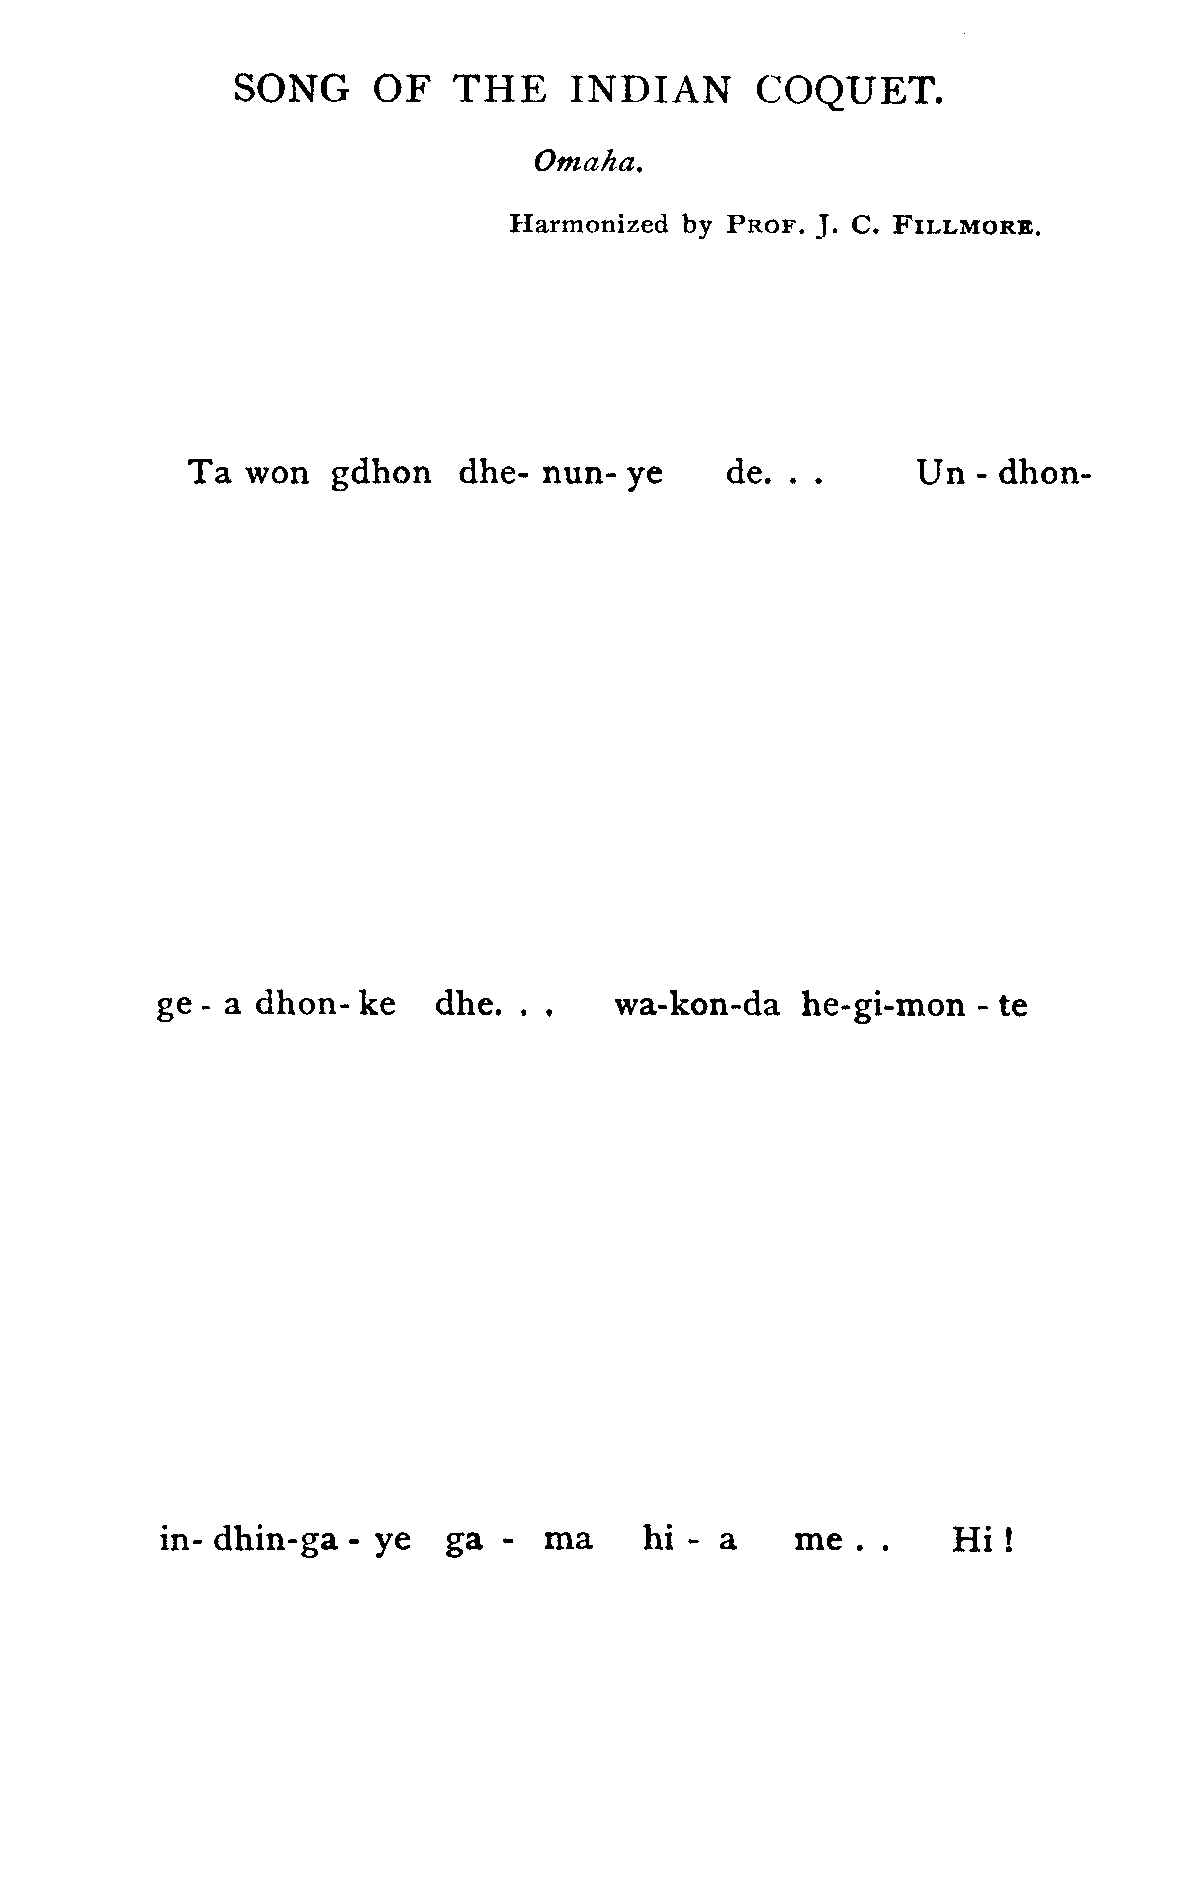 SONG OF THE INDIAN COQUET.
Omaha.
Harmonized by PROF. J. C. FILLMORE.
Ta won gdhon dhe- nun- ye de. . . Un - dhon-
ge - a dhon- ke dhe. . . wa-kon-da he-gi-mon - te
in- dhin-ga - ye ga - ma hi - a me . . Hi !